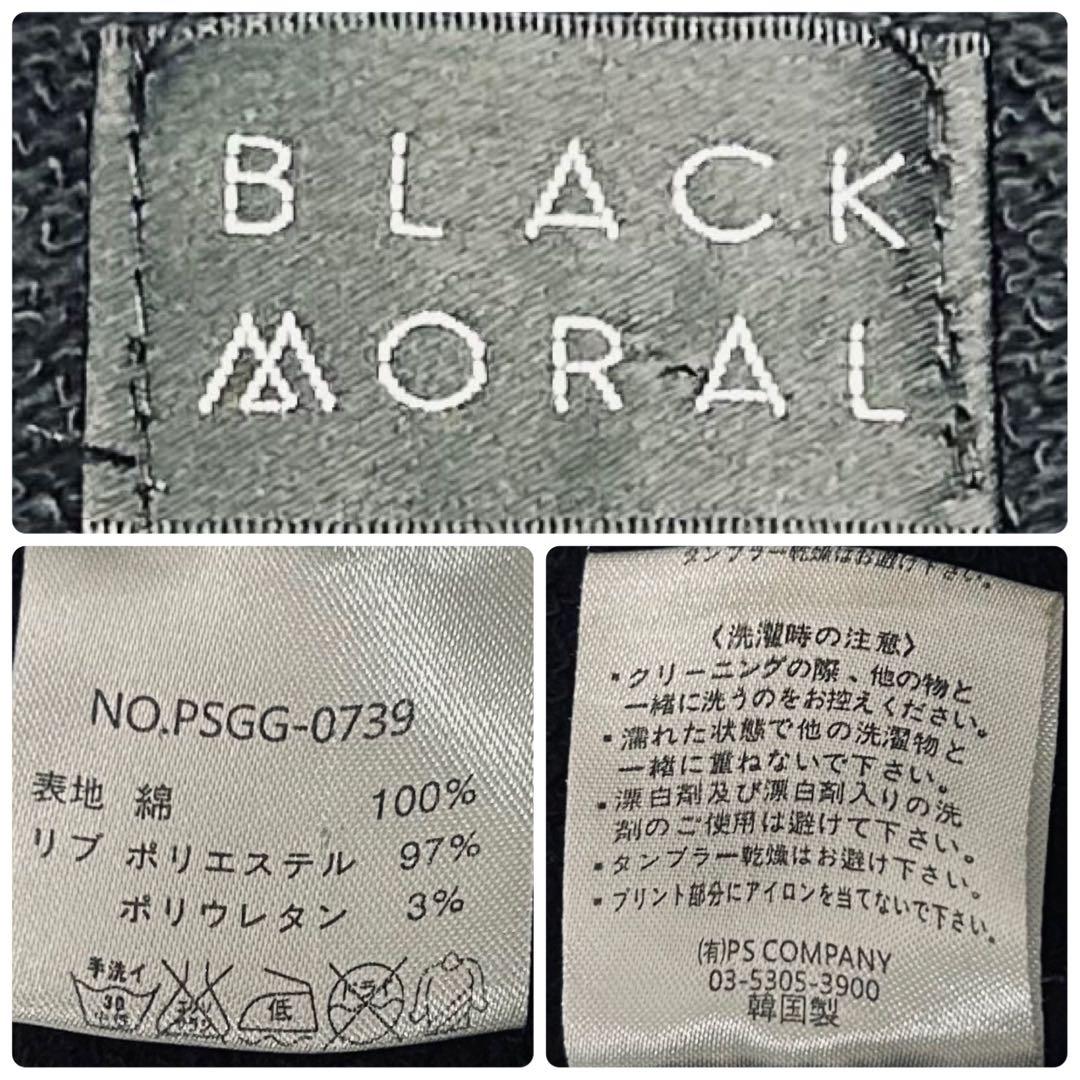 BLACK
MORAL
NO.PSGG-0739
表地 綿 100%
リブ ポリエステル 97%
ポリウレタン 3%
手洗イ
30
低
ドライ
タンブラー乾燥はお避け下さい。
〈洗濯時の注意〉
・クリーニングの際、他の物と
一緒に洗うのをお控えください。
・濡れた状態で他の洗濯物と
一緒に重ねないで下さい。
・漂白剤及び漂白剤入りの洗
剤のご使用は避けて下さい。
・タンブラー乾燥はお避け下さい。
・プリント部分にアイロンを当てないで下さい。
(有)PS COMPANY
03-5305-3900
韓国製